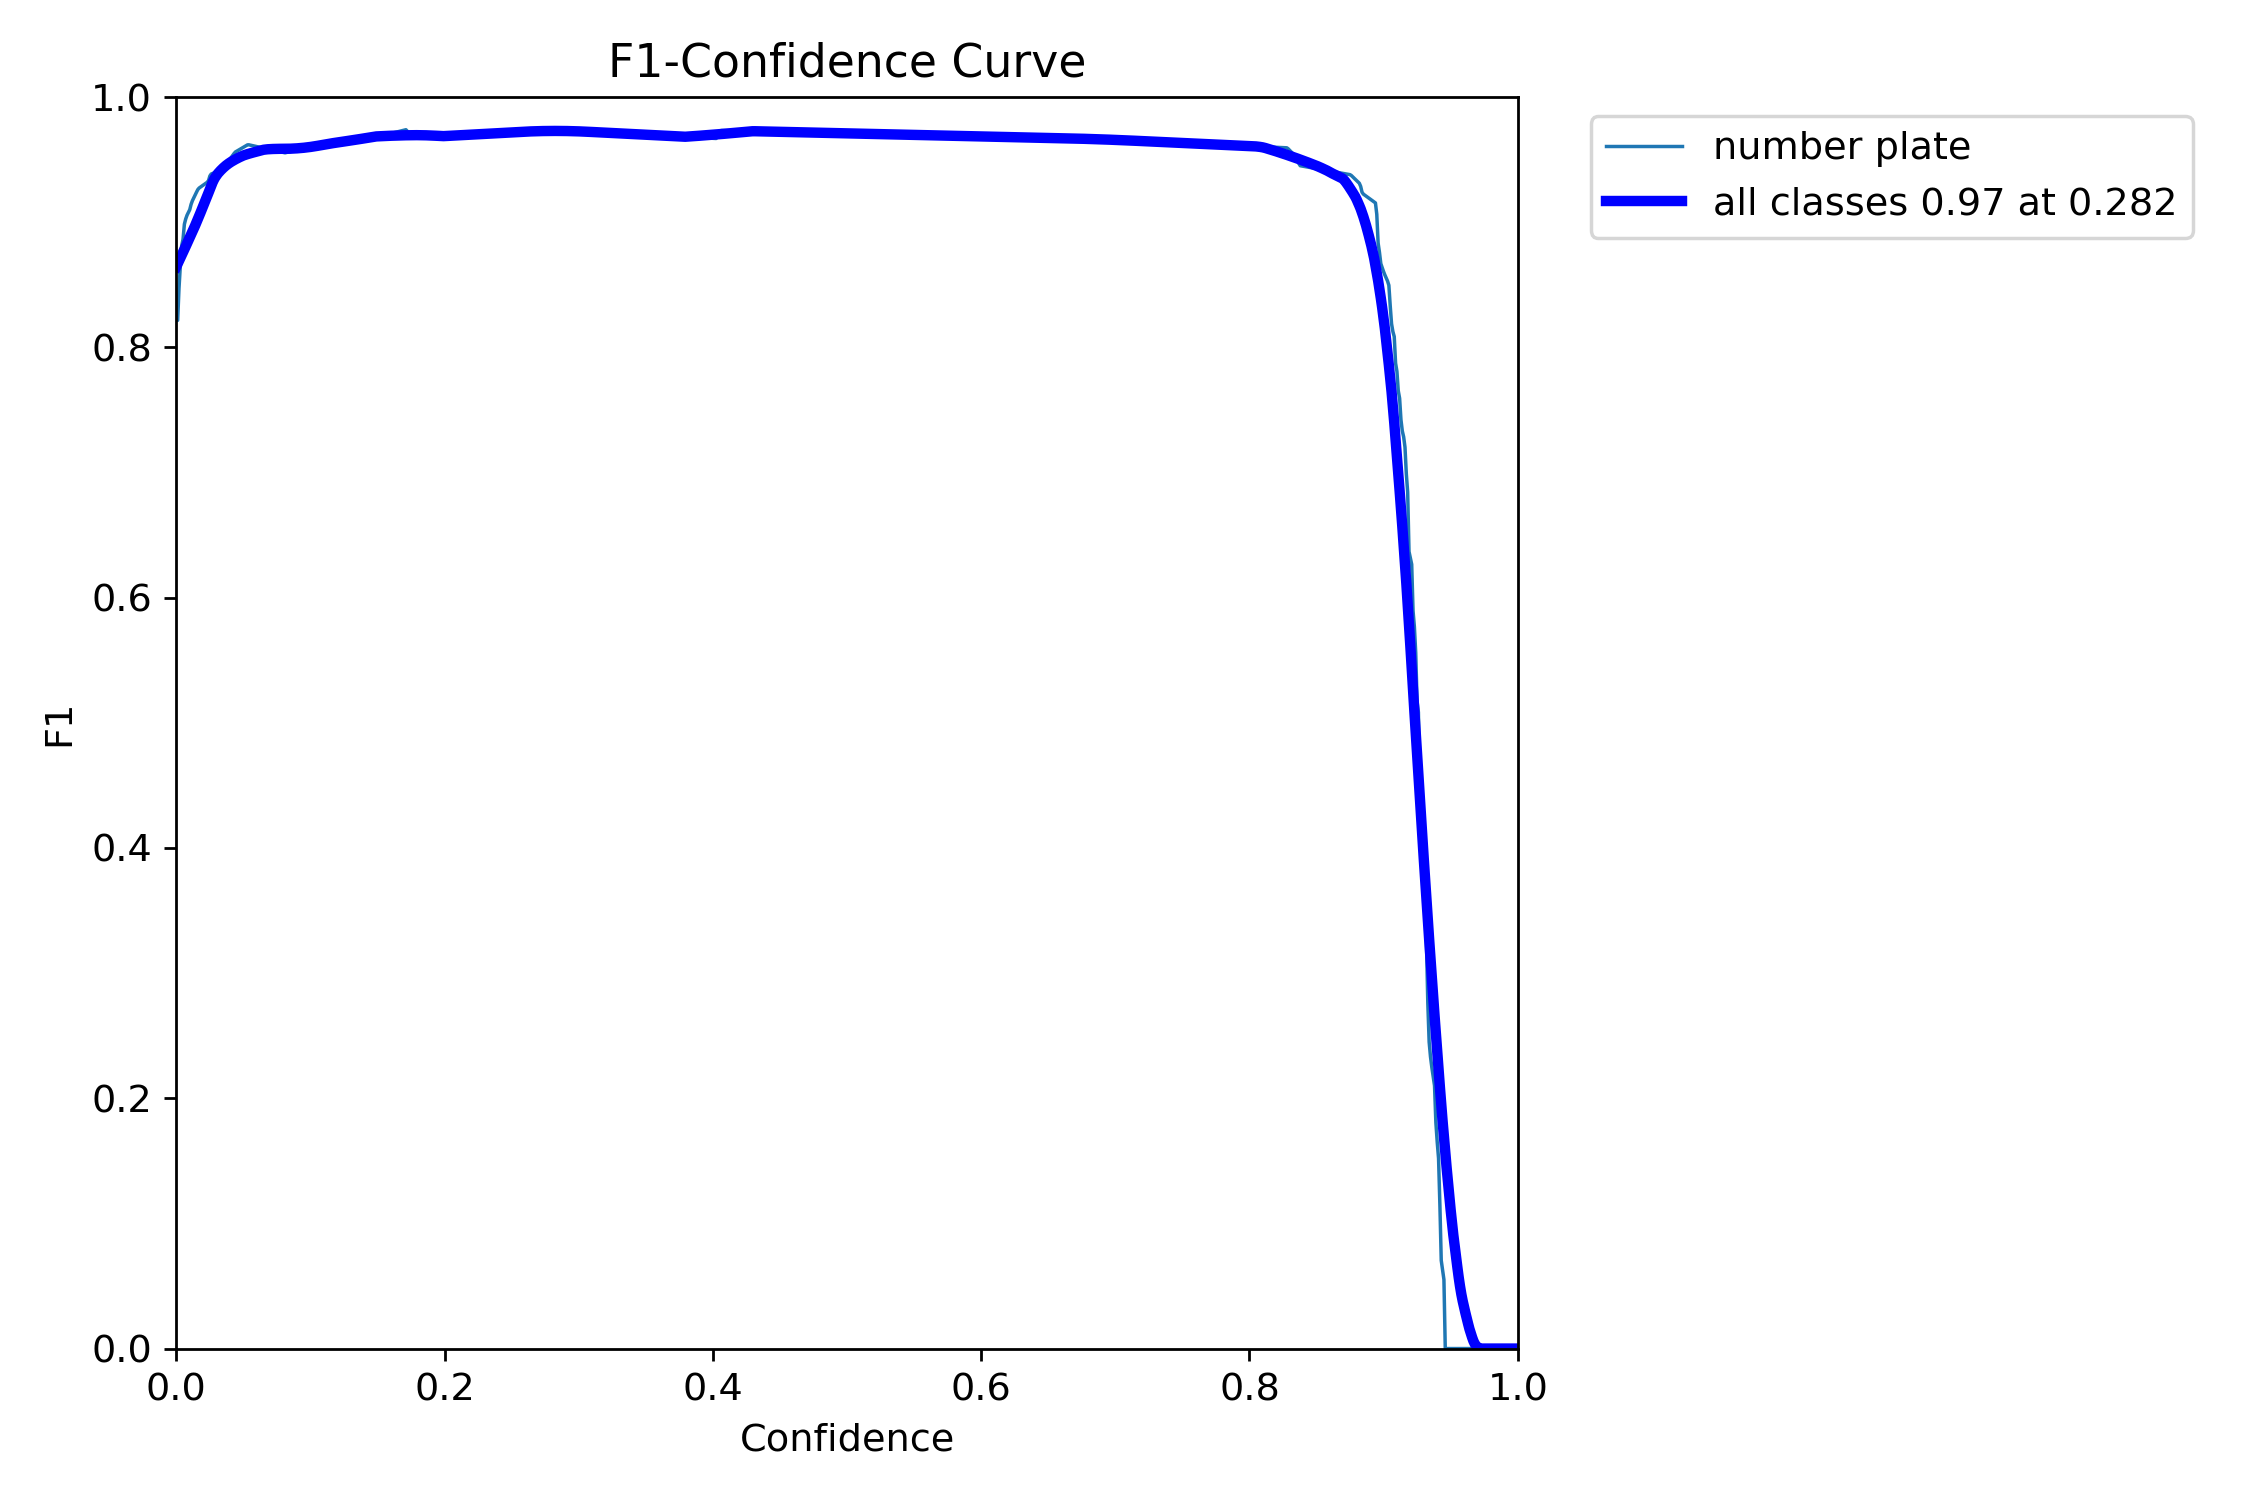 F1-Confidence Curve
1.0
0.8
0.6
0.4
0.2
0.0
F1
0.0 0.2 0.4 0.6 0.8 1.0
Confidence
number plate
all classes 0.97 at 0.282